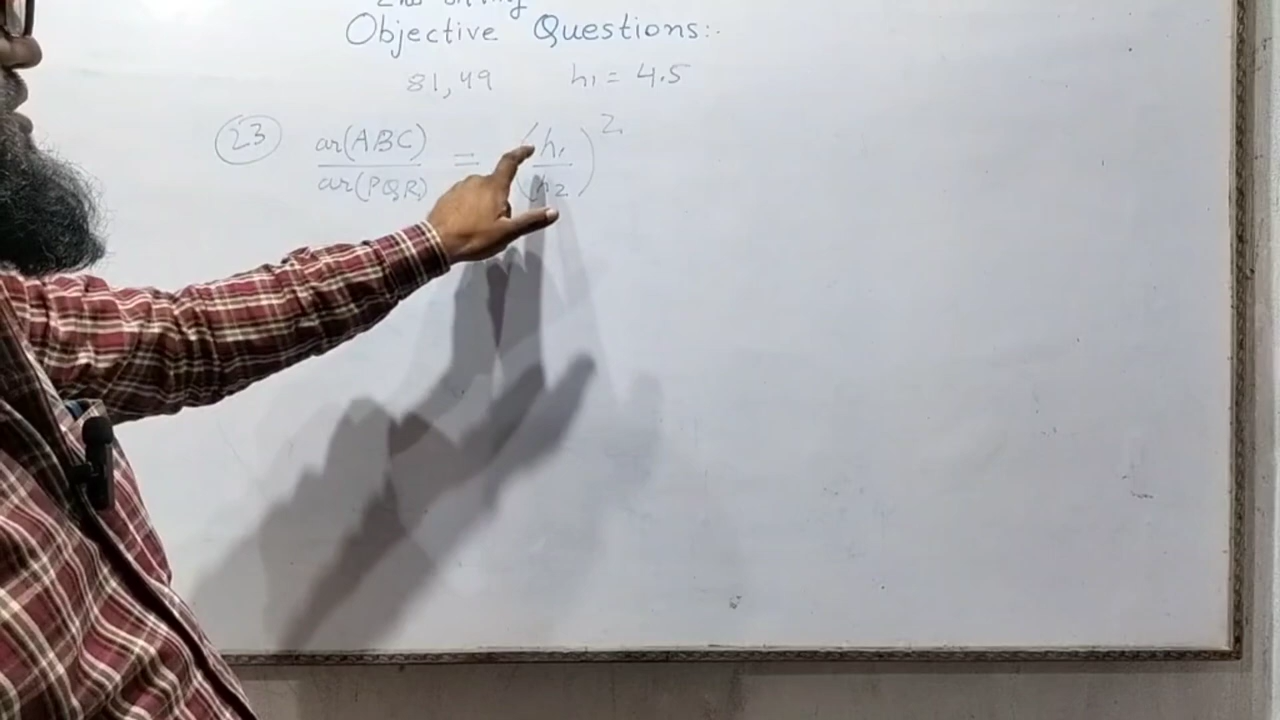 Objective Questions:-
81, 49 h₁ = 4.5
(23) ar(ABC) / ar(PQR) = (h₁ / h₂)²